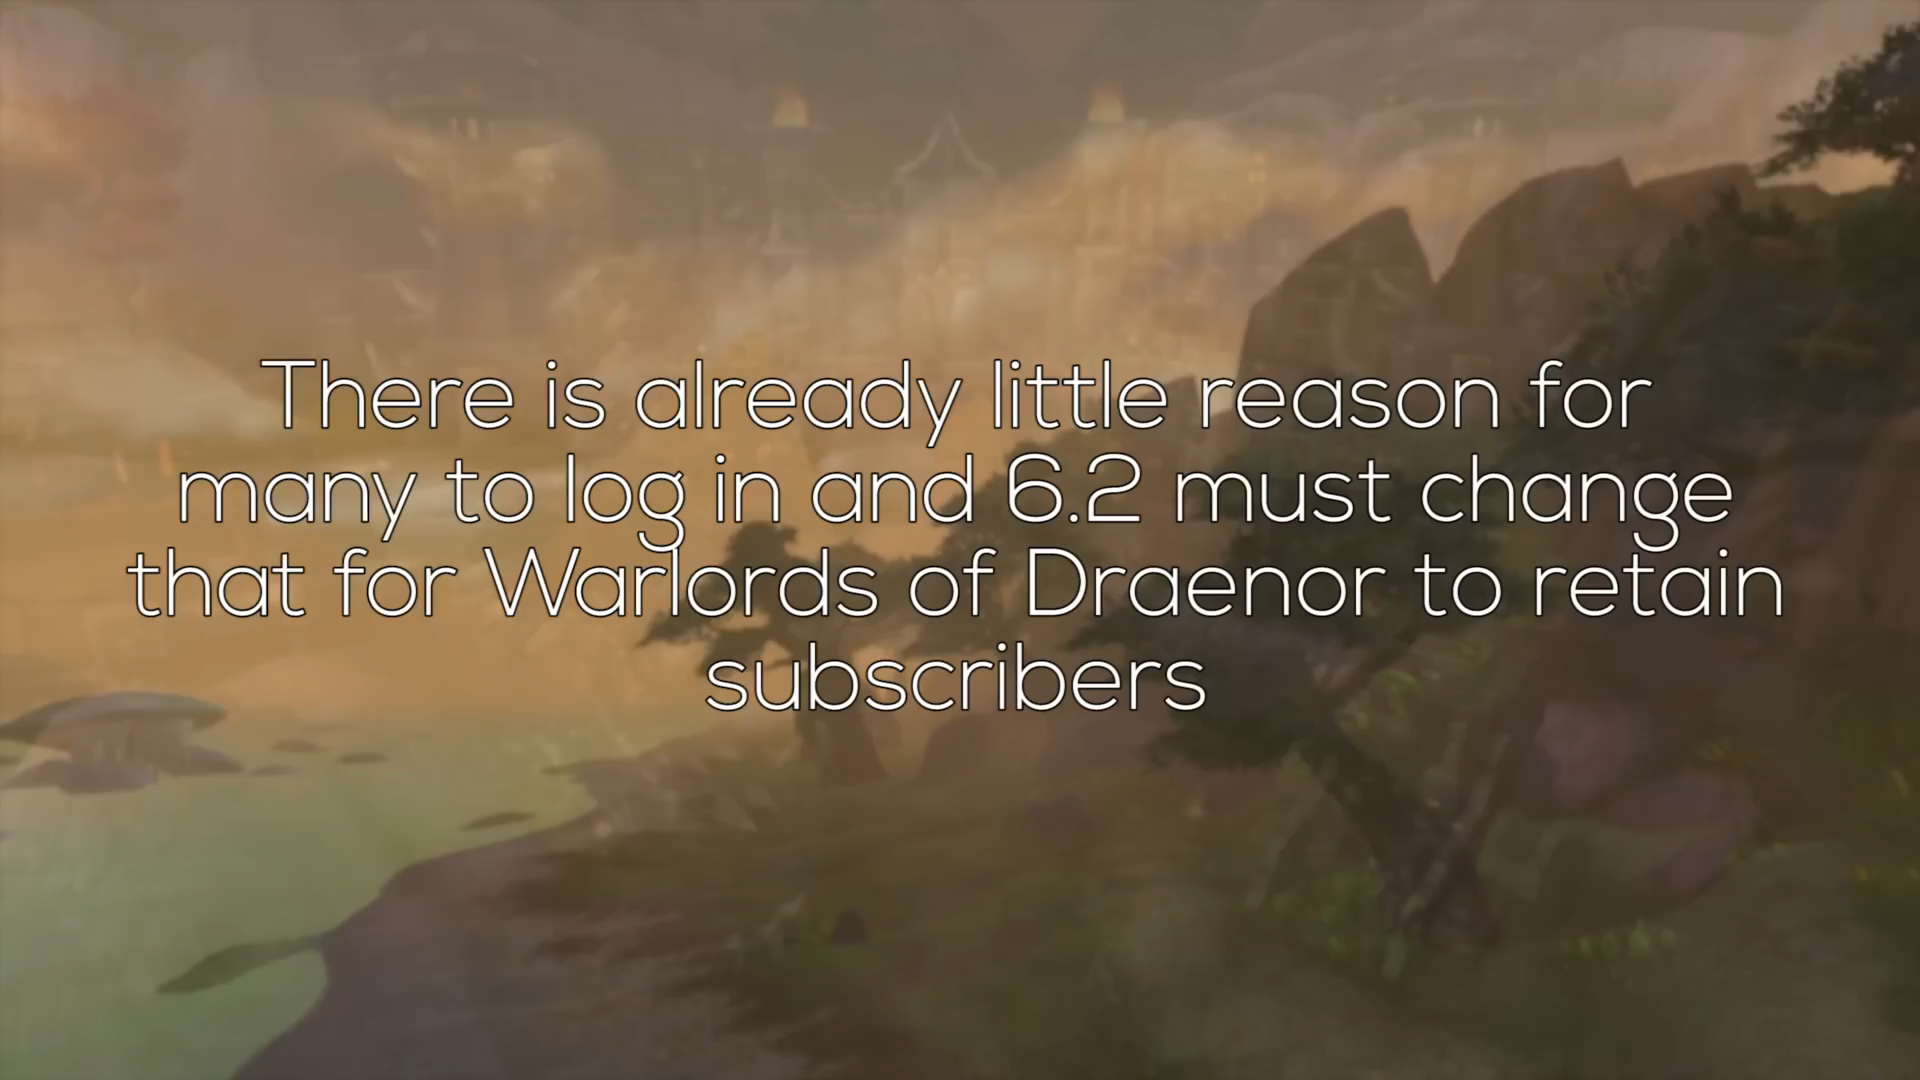 There is already little reason for
many to log in and 6.2 must change
that for Warlords of Draenor to retain
subscribers